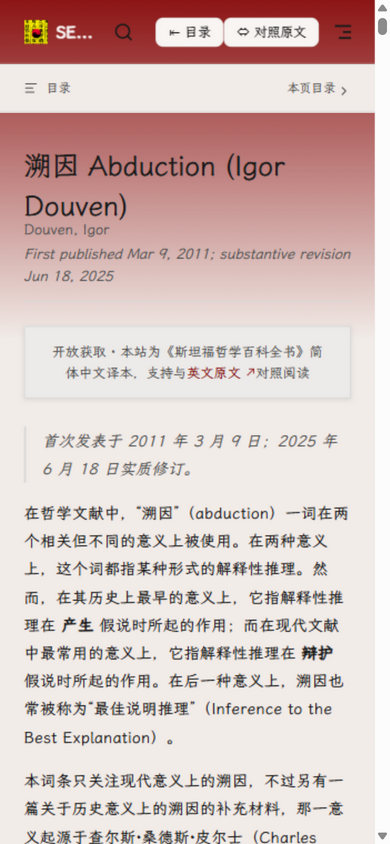 SE...
⇤ 目录
⇔ 对照原文
目录
本页目录 ›
溯因 Abduction (Igor
Douven)
Douven, Igor
First published Mar 9, 2011; substantive revision
Jun 18, 2025
开放获取 · 本站为《斯坦福哲学百科全书》简
体中文译本，支持与英文原文 ↗对照阅读
首次发表于 2011 年 3 月 9 日；2025 年
6 月 18 日实质修订。
在哲学文献中，“溯因”（abduction）一词在两
个相关但不同的意义上被使用。在两种意义
上，这个词都指某种形式的解释性推理。然
而，在其历史上最早的意义上，它指解释性推
理在 产生 假说时所起的作用；而在现代文献
中最常用的意义上，它指解释性推理在 辩护
假说时所起的作用。在后一种意义上，溯因也
常被称为“最佳说明推理”（Inference to the
Best Explanation）。
本词条只关注现代意义上的溯因，不过另有一
篇关于历史意义上的溯因的补充材料，那一意
义起源于查尔斯·桑德斯·皮尔士（Charles